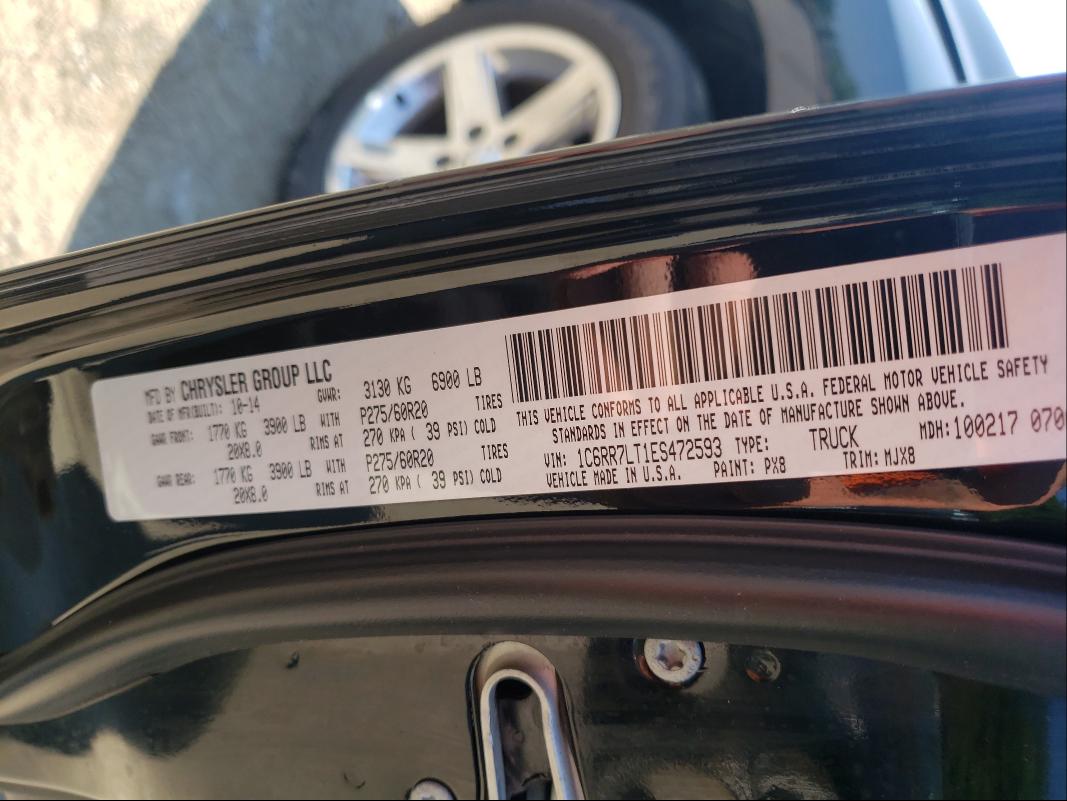 MFD BY CHRYSLER GROUP LLC
DATE OF MFR(BUILT): 10-14 GVWR: 3130 KG 6900 LB
GAWR FRONT: 1770 KG 3900 LB WITH P275/60R20 TIRES
20X8.0 RIMS AT 270 KPA ( 39 PSI) COLD
GAWR REAR: 1770 KG 3900 LB WITH P275/60R20 TIRES
20X8.0 RIMS AT 270 KPA ( 39 PSI) COLD
THIS VEHICLE CONFORMS TO ALL APPLICABLE U.S.A. FEDERAL MOTOR VEHICLE SAFETY
STANDARDS IN EFFECT ON THE DATE OF MANUFACTURE SHOWN ABOVE.
VIN: 1C6RR7LT1ES472593 TYPE: TRUCK MDH:100217 070
VEHICLE MADE IN U.S.A. PAINT: PX8 TRIM: MJX8